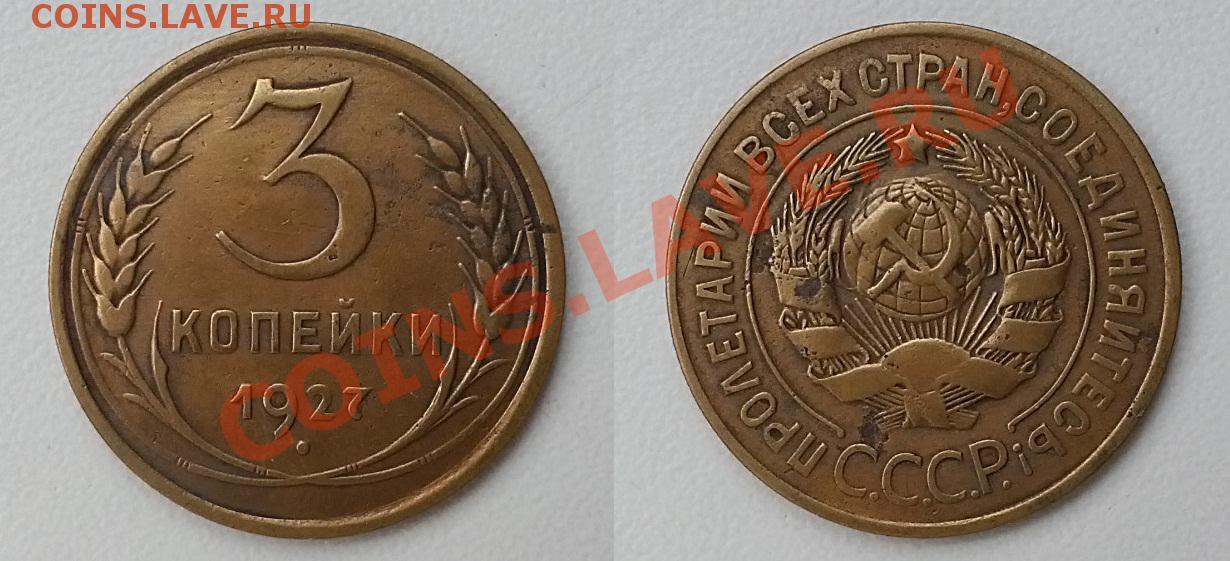 COINS.LAVE.RU
3
КОПЕЙКИ
1927
ПРОЛЕТАРИИ ВСЕХ СТРАН, СОЕДИНЯЙТЕСЬ!
С.С.С.Р.
COINS.LAVE.RU